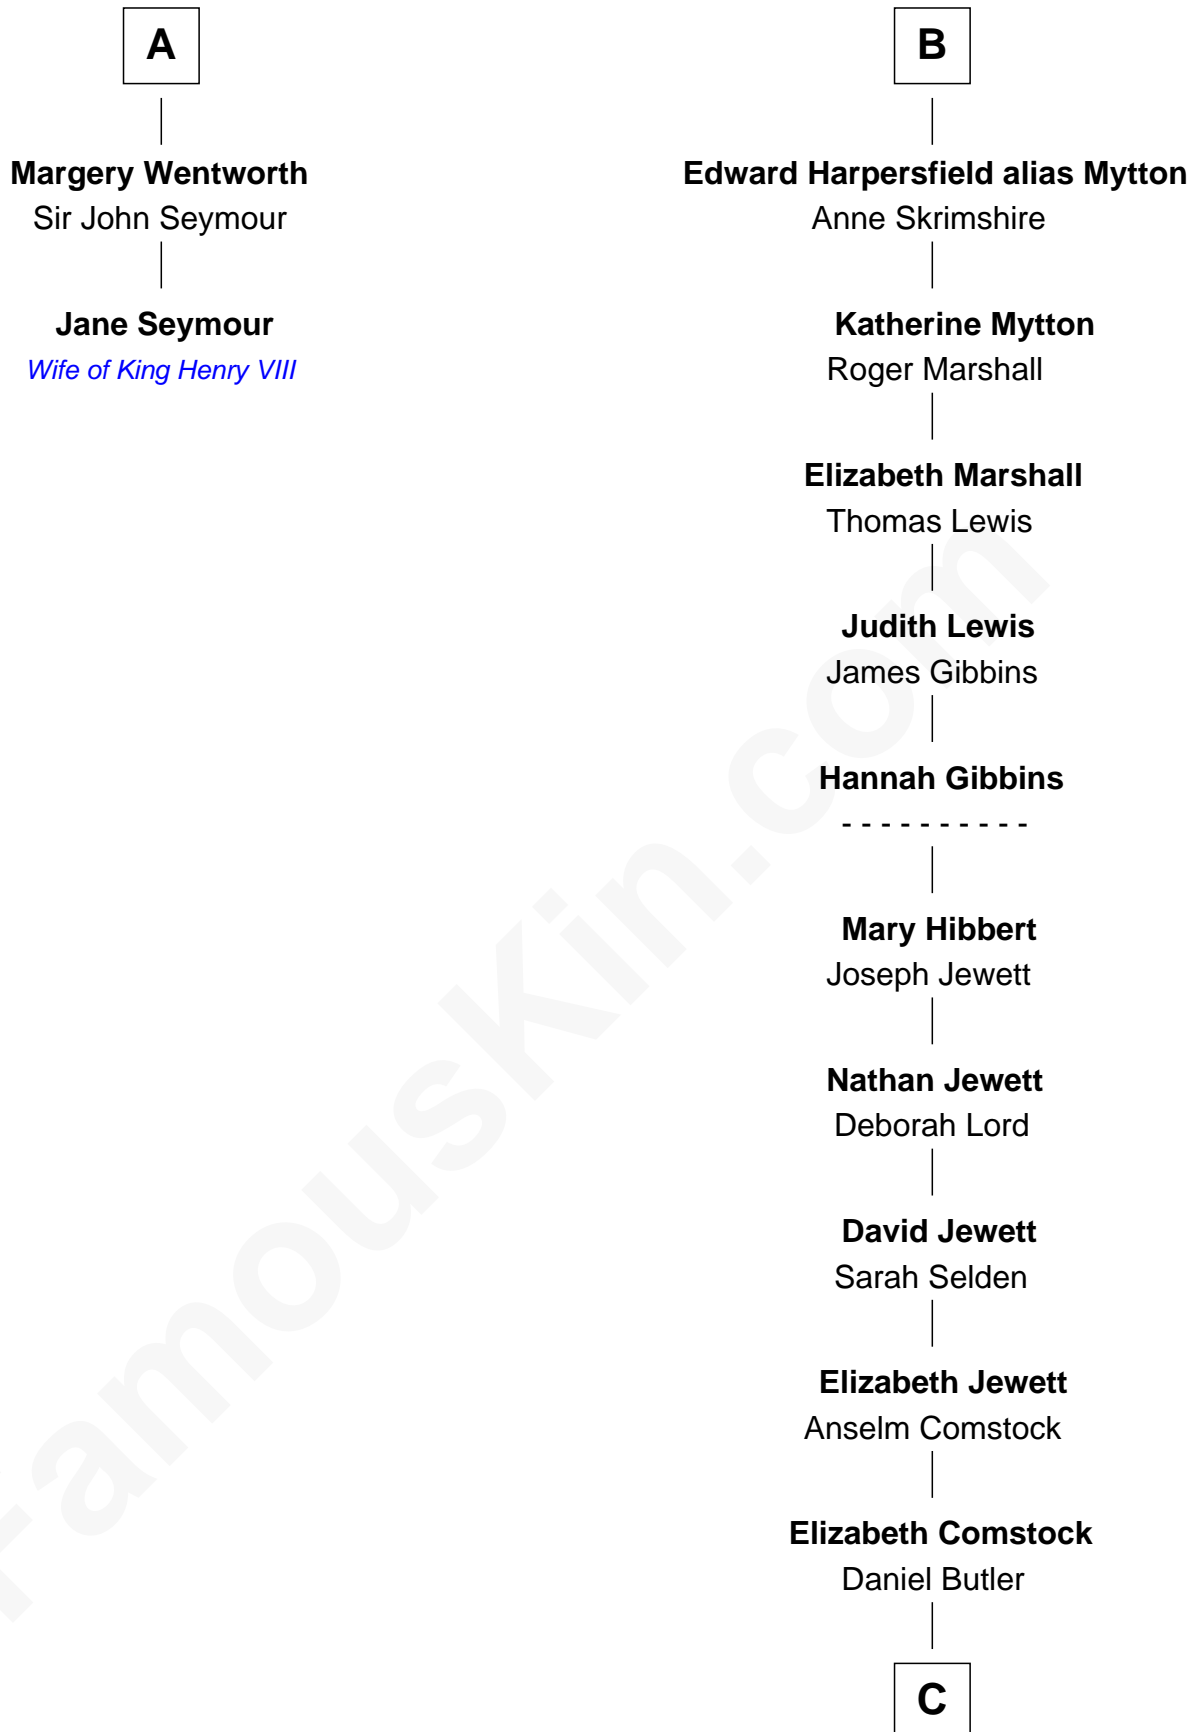 A
Margery Wentworth
Sir John Seymour
Jane Seymour
Wife of King Henry VIII
B
Edward Harpersfield alias Mytton
Anne Skrimshire
Katherine Mytton
Roger Marshall
Elizabeth Marshall
Thomas Lewis
Judith Lewis
James Gibbins
Hannah Gibbins
- - - - - - - - - -
Mary Hibbert
Joseph Jewett
Nathan Jewett
Deborah Lord
David Jewett
Sarah Selden
Elizabeth Jewett
Anselm Comstock
Elizabeth Comstock
Daniel Butler
C
FamousKin.com